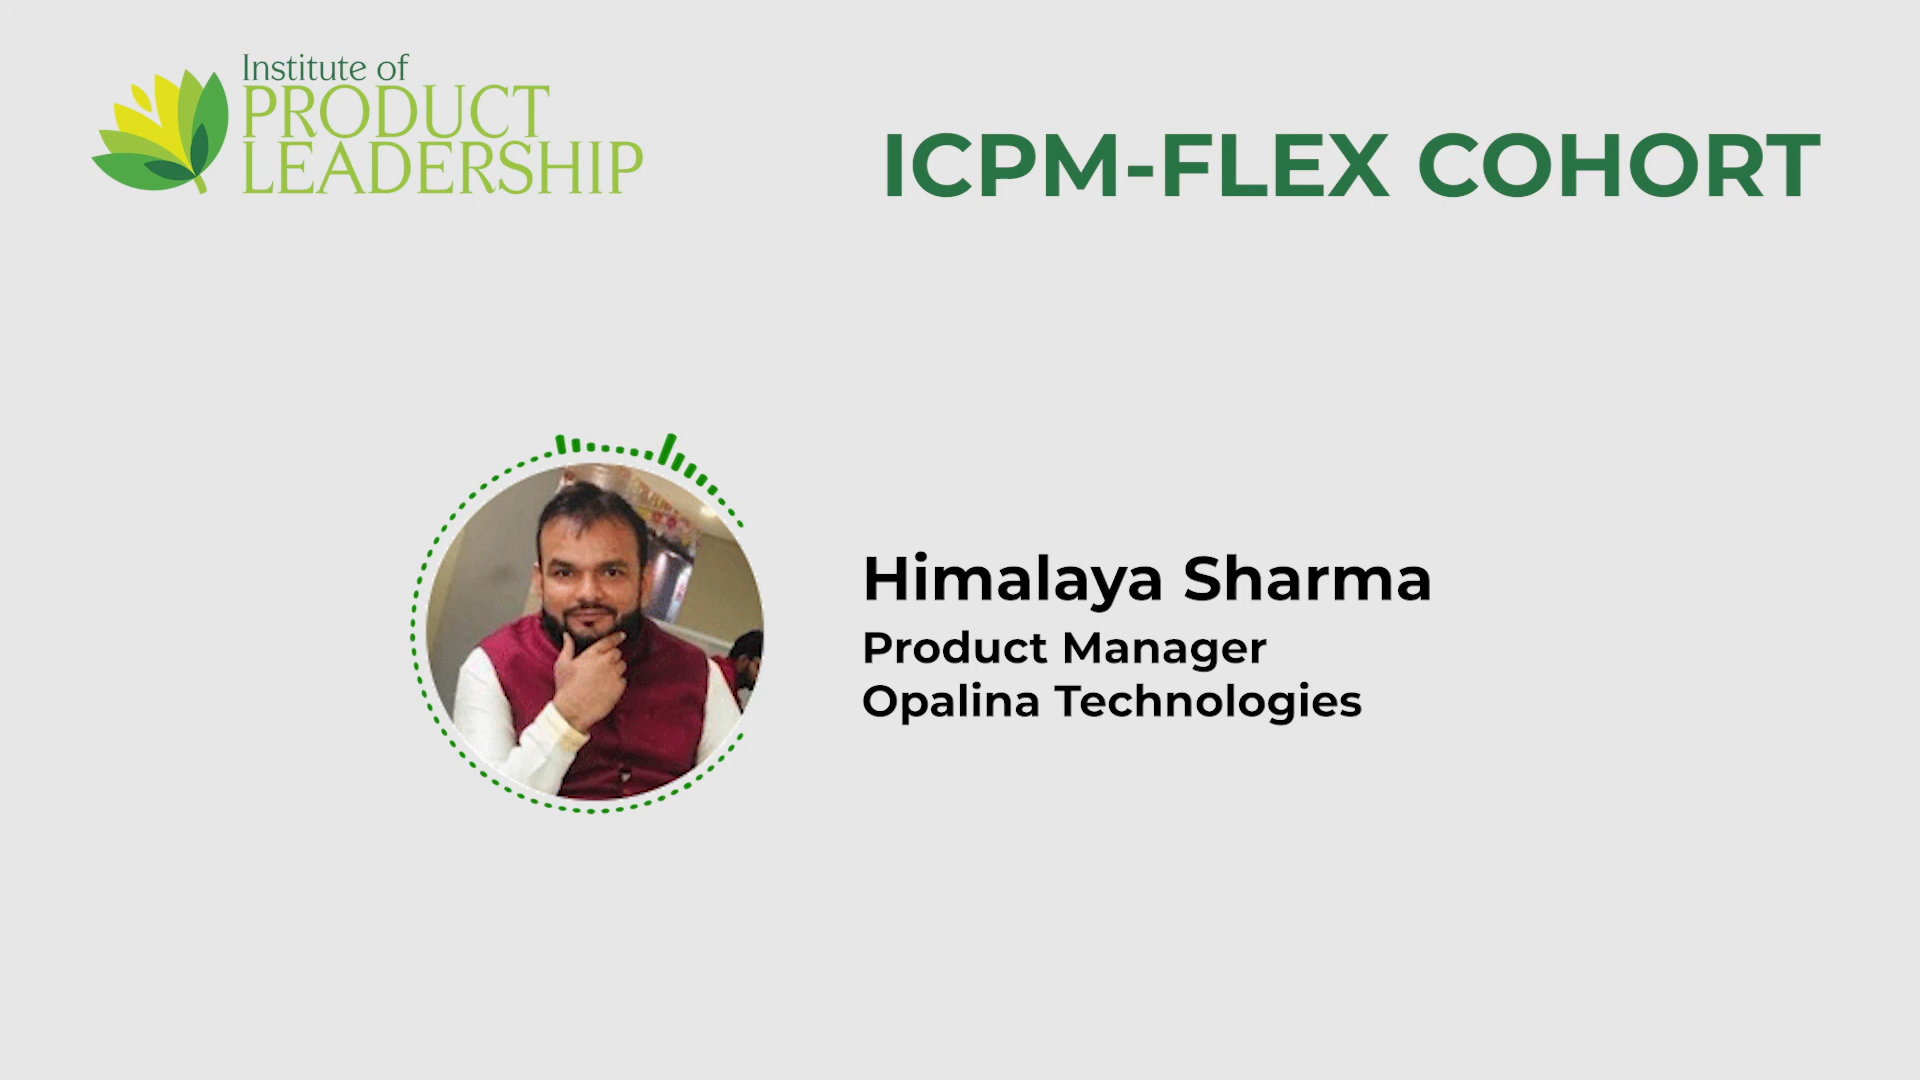 Institute of
PRODUCT
LEADERSHIP
ICPM-FLEX COHORT
Himalaya Sharma
Product Manager
Opalina Technologies